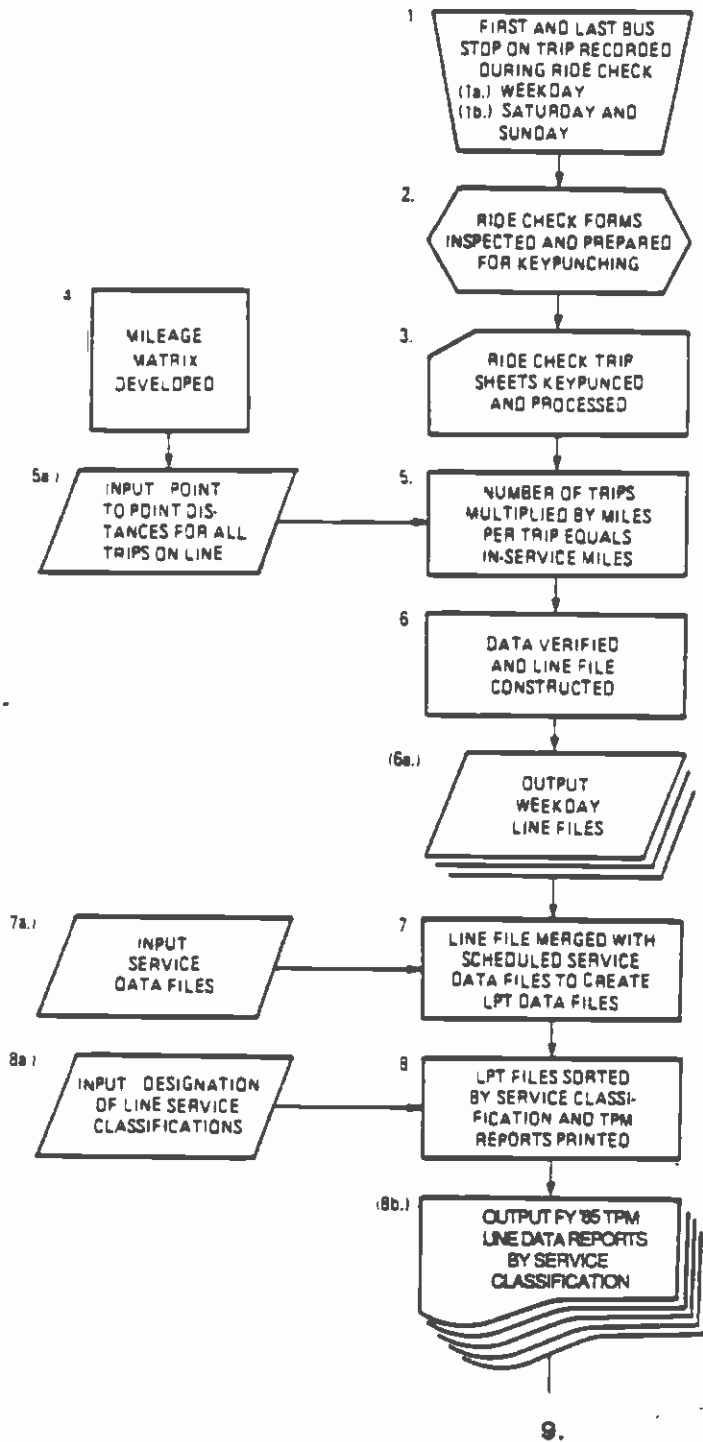 1
FIRST AND LAST BUS
STOP ON TRIP RECORDED
DURING RIDE CHECK
(1a.) WEEKDAY
(1b.) SATURDAY AND
SUNDAY
2.
RIDE CHECK FORMS
INSPECTED AND PREPARED
FOR KEYPUNCHING
4
MILEAGE
MATRIX
DEVELOPED
3.
RIDE CHECK TRIP
SHEETS KEYPUNCED
AND PROCESSED
5a.)
INPUT POINT
TO POINT DIS-
TANCES FOR ALL
TRIPS ON LINE
5.
NUMBER OF TRIPS
MULTIPLIED BY MILES
PER TRIP EQUALS
IN-SERVICE MILES
6
DATA VERIFIED
AND LINE FILE
CONSTRUCTED
(6a.)
OUTPUT
WEEKDAY
LINE FILES
7a.)
INPUT
SERVICE
DATA FILES
7
LINE FILE MERGED WITH
SCHEDULED SERVICE
DATA FILES TO CREATE
LPT DATA FILES
8a)
INPUT DESIGNATION
OF LINE SERVICE
CLASSIFICATIONS
8
LPT FILES SORTED
BY SERVICE CLASSI-
FICATION AND TPM
REPORTS PRINTED
(8b.)
OUTPUT FY '85 TPM
LINE DATA REPORTS
BY SERVICE
CLASSIFICATION
9.